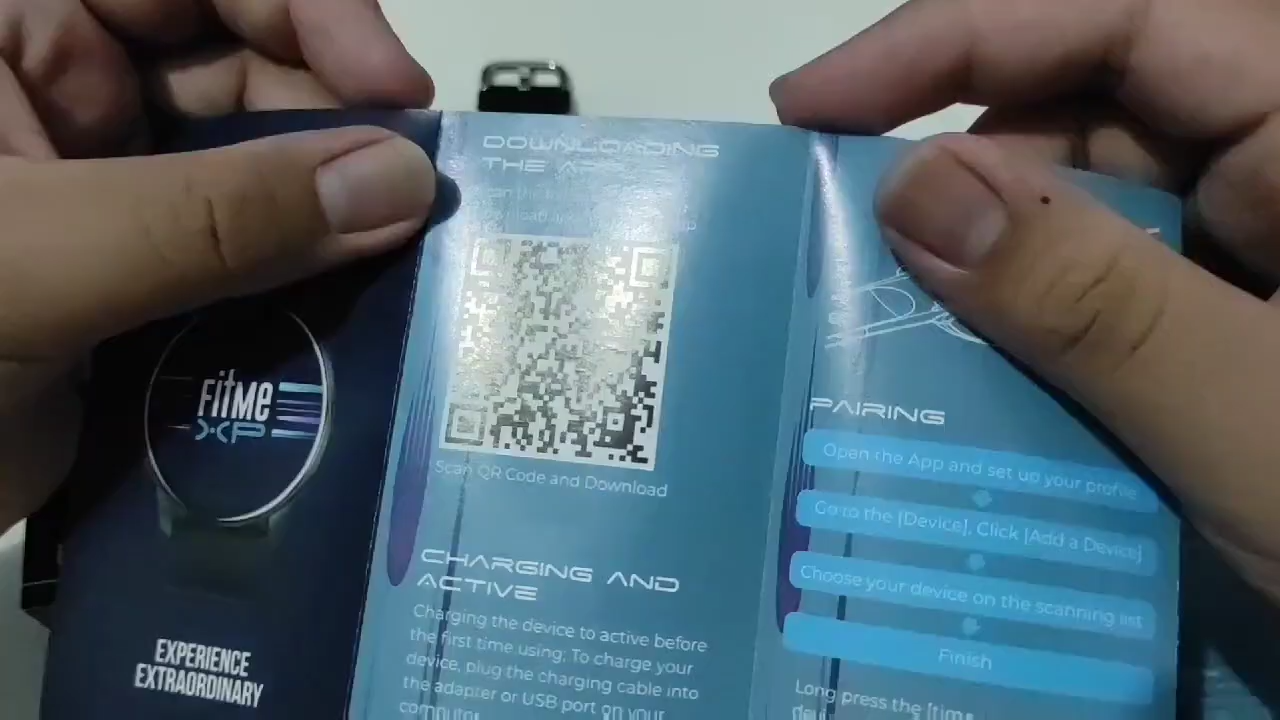 FitMe
XP
EXPERIENCE
EXTRAORDINARY
DOWNLOADING
THE
Scan QR Code and Download
CHARGING AND
ACTIVE
Charging the device to active before
the first time using; To charge your
device, plug the charging cable into
the adapter or USB port on your
computer
PAIRING
Open the App and set up your profile
Go to the [Device], Click [Add a Device]
Choose your device on the scanning list
Finish
Long press the [time